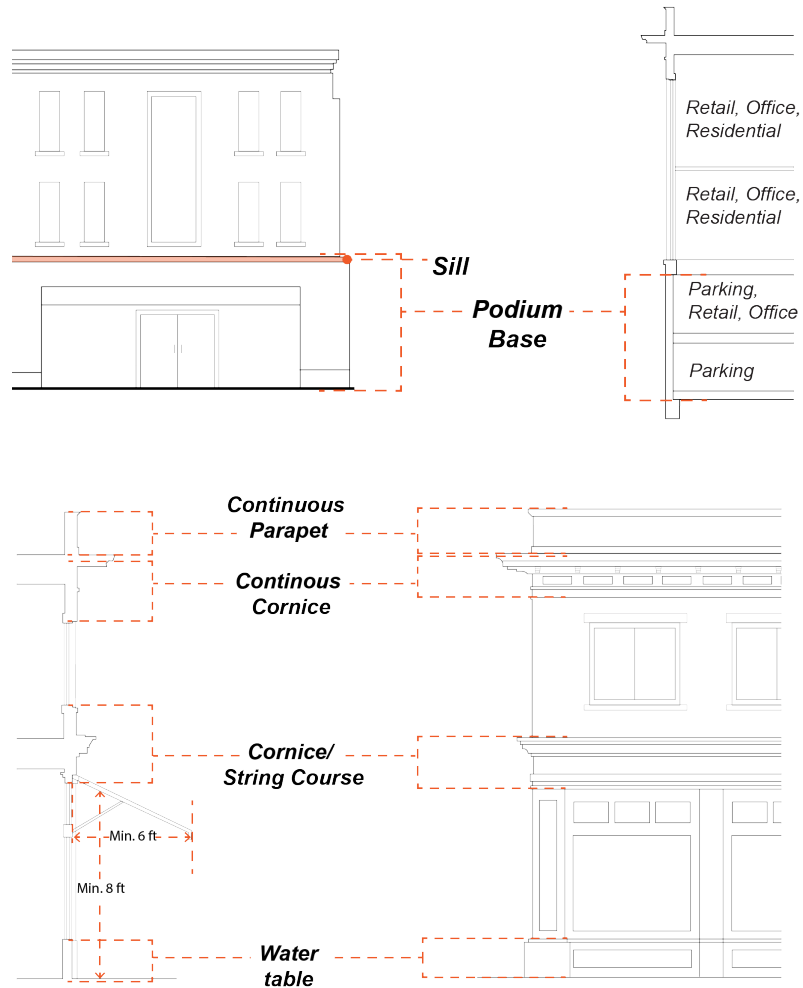 Retail, Office,
Residential
Retail, Office,
Residential
Sill
Podium
Base
Parking,
Retail, Office
Parking
Continuous
Parapet
Continous
Cornice
Cornice/
String Course
Min. 6 ft
Min. 8 ft
Water
table